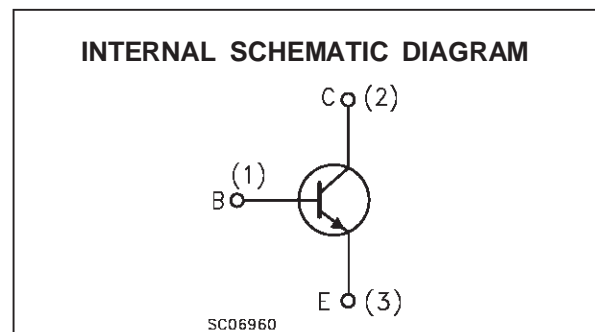 INTERNAL SCHEMATIC DIAGRAM
C (2)
(1)
B
E (3)
SC06960